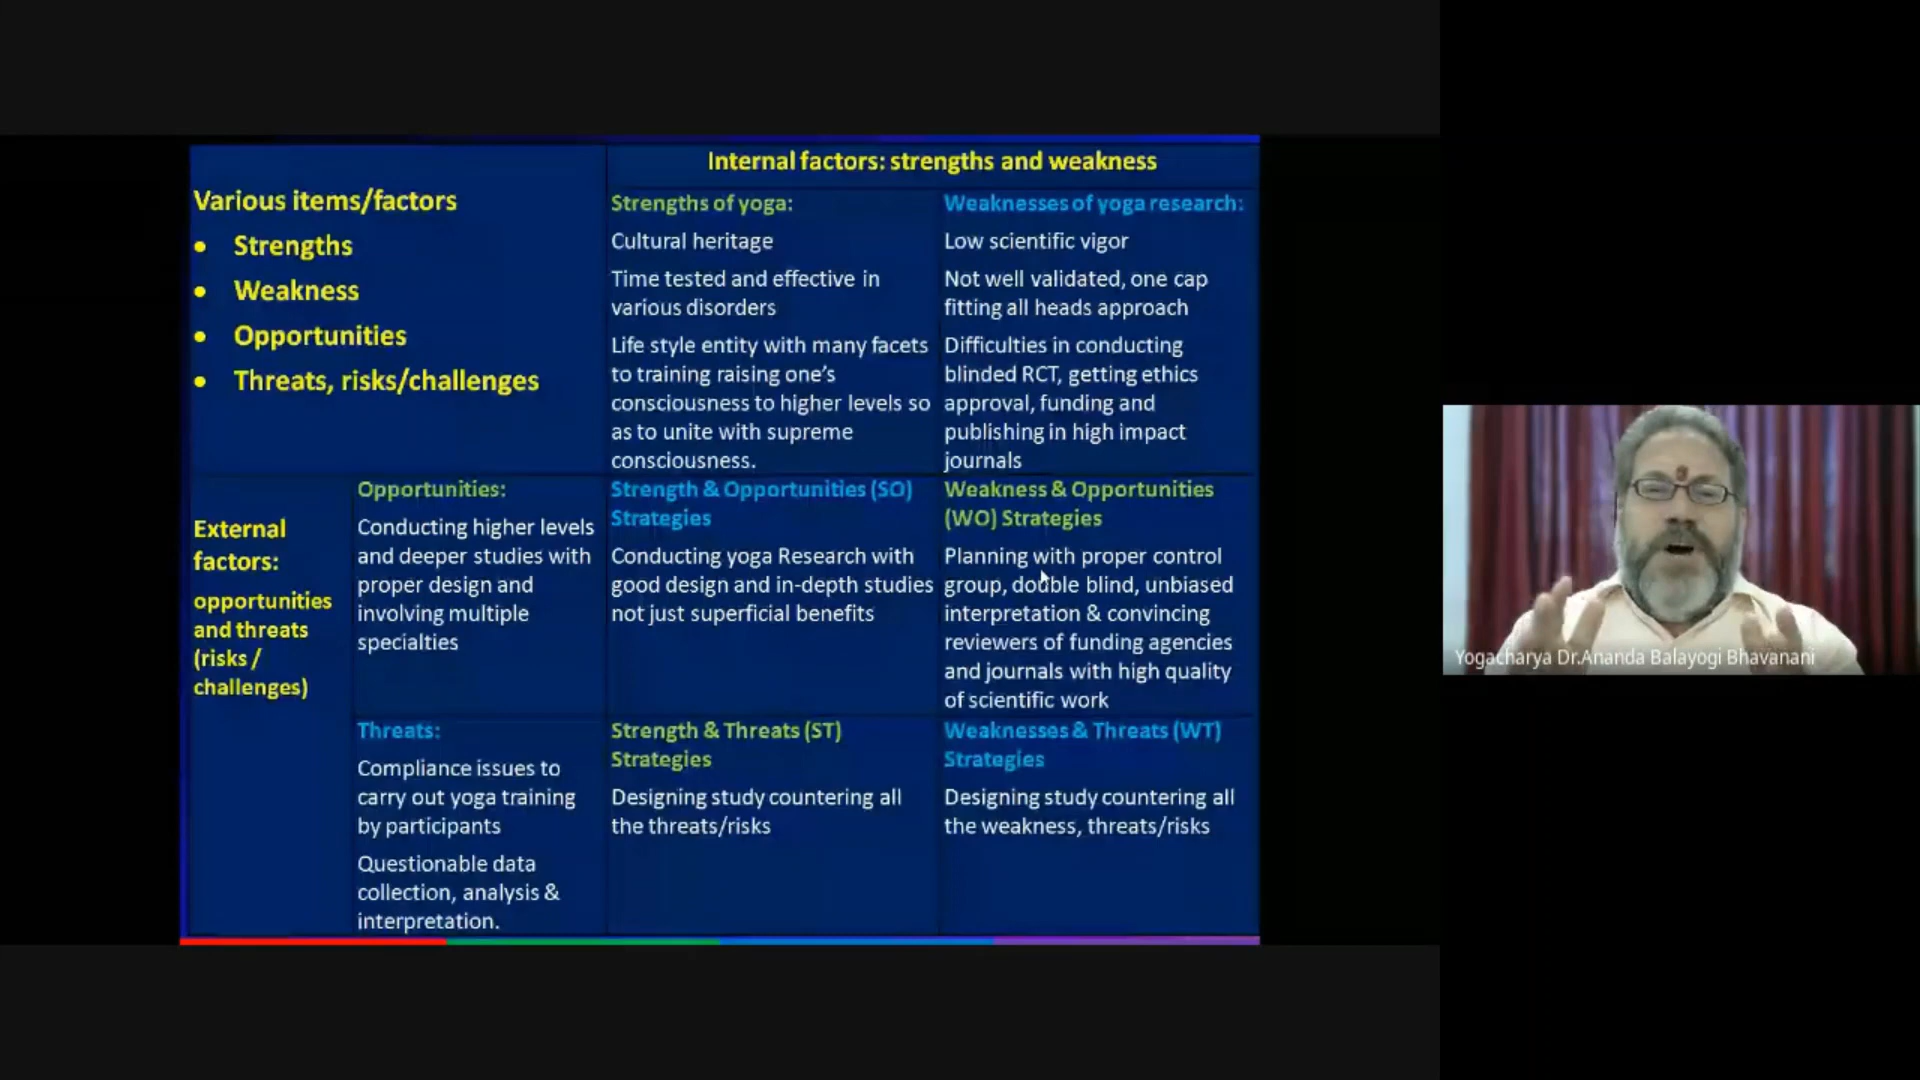 Internal factors: strengths and weakness
Various items/factors
• Strengths
• Weakness
• Opportunities
• Threats, risks/challenges
Strengths of yoga:
Cultural heritage
Time tested and effective in
various disorders
Life style entity with many facets
to training raising one's
consciousness to higher levels so
as to unite with supreme
consciousness.
Weaknesses of yoga research:
Low scientific vigor
Not well validated, one cap
fitting all heads approach
Difficulties in conducting
blinded RCT, getting ethics
approval, funding and
publishing in high impact
journals
External
factors:
opportunities
and threats
(risks /
challenges)
Opportunities:
Conducting higher levels
and deeper studies with
proper design and
involving multiple
specialties
Strength & Opportunities (SO)
Strategies
Conducting yoga Research with
good design and in-depth studies
not just superficial benefits
Weakness & Opportunities
(WO) Strategies
Planning with proper control
group, double blind, unbiased
interpretation & convincing
reviewers of funding agencies
and journals with high quality
of scientific work
Threats:
Compliance issues to
carry out yoga training
by participants
Questionable data
collection, analysis &
interpretation.
Strength & Threats (ST)
Strategies
Designing study countering all
the threats/risks
Weaknesses & Threats (WT)
Strategies
Designing study countering all
the weakness, threats/risks
Yogacharya Dr.Ananda Balayogi Bhavanani